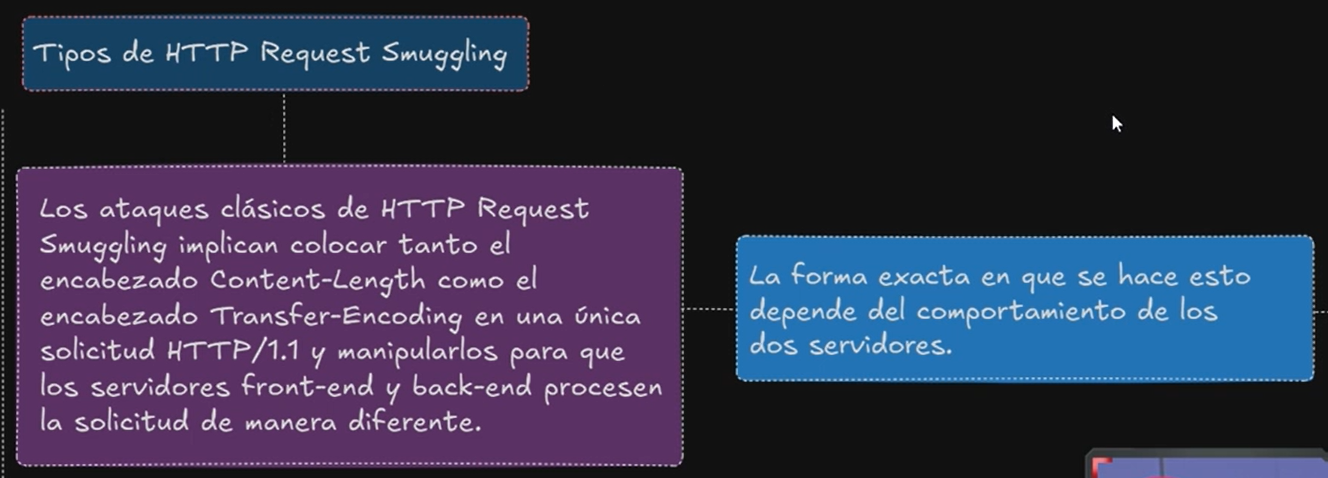 Tipos de HTTP Request Smuggling
Los ataques clásicos de HTTP Request
Smuggling implican colocar tanto el
encabezado Content-Length como el
encabezado Transfer-Encoding en una única
solicitud HTTP/1.1 y manipularlos para que
los servidores front-end y back-end procesen
la solicitud de manera diferente.
La forma exacta en que se hace esto
depende del comportamiento de los
dos servidores.